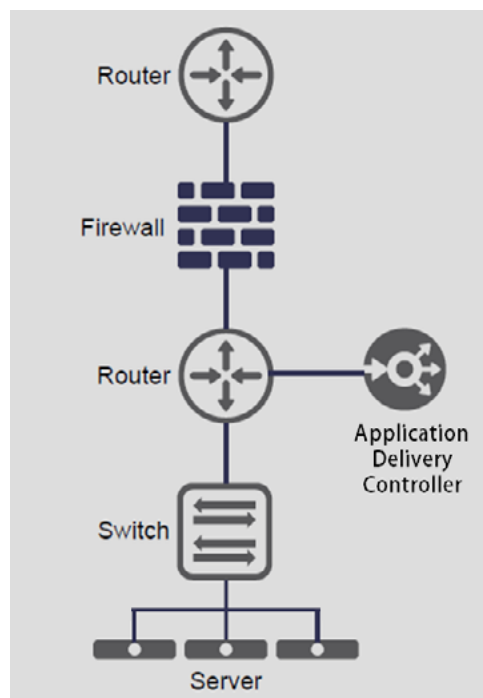 Router
Firewall
Router
Application
Delivery
Controller
Switch
Server